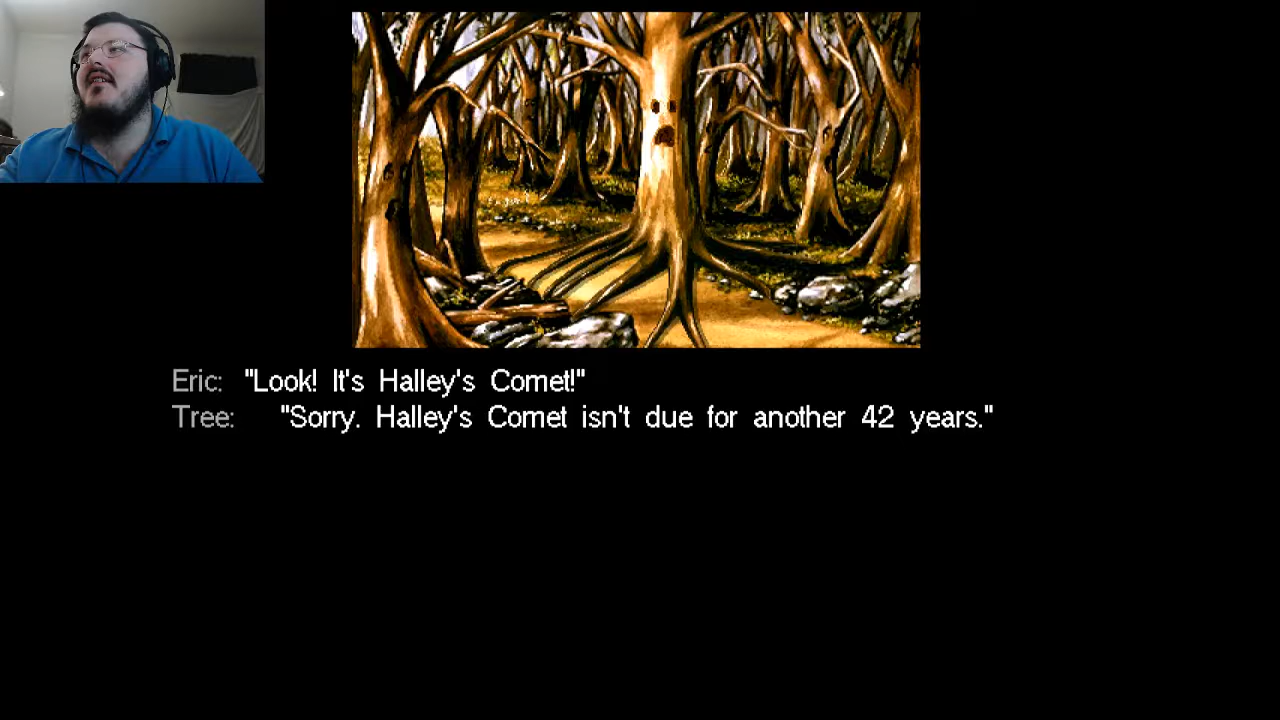 Eric: "Look! It's Halley's Comet!"
Tree: "Sorry. Halley's Comet isn't due for another 42 years."